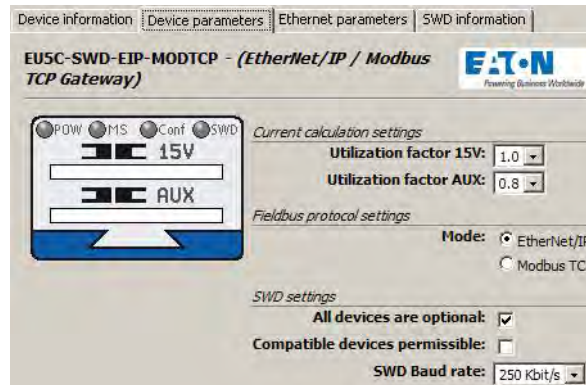 Device information
Device parameters
Ethernet parameters
SWD information
EU5C-SWD-EIP-MODTCP - (EtherNet/IP / Modbus
TCP Gateway)
EATON
Powering Business Worldwide
POW MS Conf SWD
15V
AUX
Current calculation settings
Utilization factor 15V: 1.0
Utilization factor AUX: 0.8
Fieldbus protocol settings
Mode: EtherNet/IP
Modbus TC
SWD settings
All devices are optional:
Compatible devices permissible:
SWD Baud rate: 250 Kbit/s